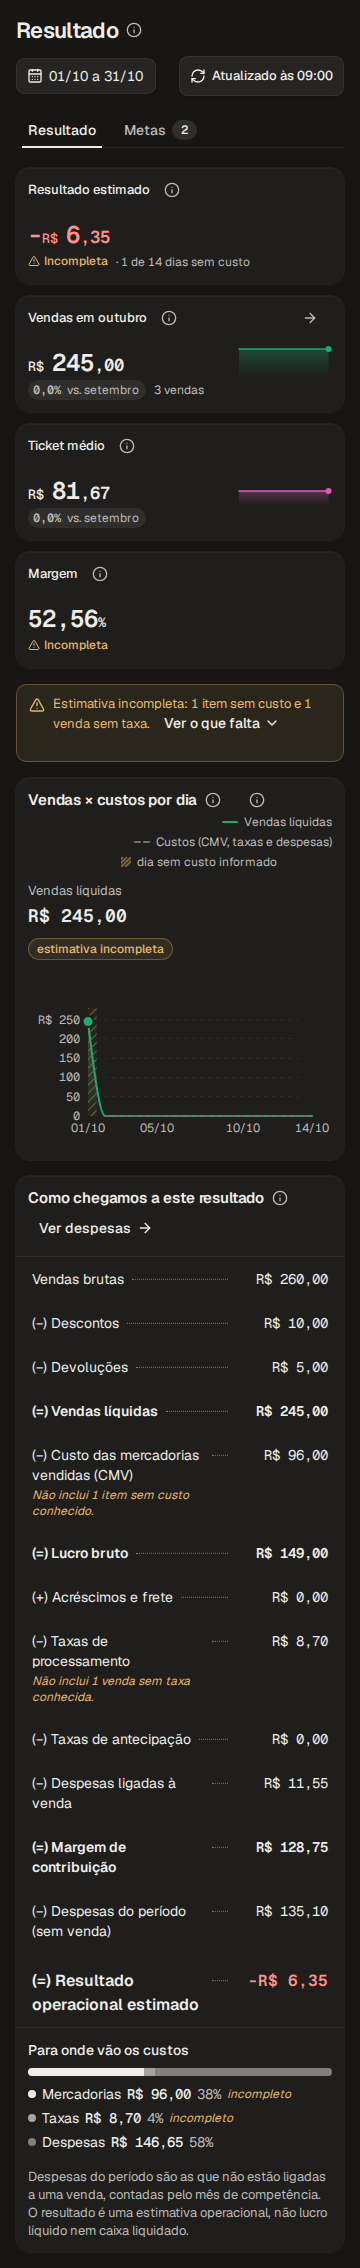 Resultado
01/10 a 31/10
Atualizado às 09:00
Resultado
Metas 2
Resultado estimado
-R$ 6,35
Incompleta · 1 de 14 dias sem custo
Vendas em outubro
R$ 245,00
0,0% vs. setembro 3 vendas
Ticket médio
R$ 81,67
0,0% vs. setembro
Margem
52,56%
Incompleta
Estimativa incompleta: 1 item sem custo e 1
venda sem taxa. Ver o que falta
Vendas × custos por dia
Vendas líquidas
Custos (CMV, taxas e despesas)
dia sem custo informado
Vendas líquidas
R$ 245,00
estimativa incompleta
R$ 250
200
150
100
50
0
01/10 05/10 10/10 14/10
Como chegamos a este resultado
Ver despesas
Vendas brutas R$ 260,00
(−) Descontos R$ 10,00
(−) Devoluções R$ 5,00
(=) Vendas líquidas R$ 245,00
(−) Custo das mercadorias R$ 96,00
vendidas (CMV)
Não inclui 1 item sem custo
conhecido.
(=) Lucro bruto R$ 149,00
(+) Acréscimos e frete R$ 0,00
(−) Taxas de R$ 8,70
processamento
Não inclui 1 venda sem taxa
conhecida.
(−) Taxas de antecipação R$ 0,00
(−) Despesas ligadas à R$ 11,55
venda
(=) Margem de R$ 128,75
contribuição
(−) Despesas do período R$ 135,10
(sem venda)
(=) Resultado -R$ 6,35
operacional estimado
Para onde vão os custos
Mercadorias R$ 96,00 38% incompleto
Taxas R$ 8,70 4% incompleto
Despesas R$ 146,65 58%
Despesas do período são as que não estão ligadas
a uma venda, contadas pelo mês de competência.
O resultado é uma estimativa operacional, não lucro
líquido nem caixa liquidado.